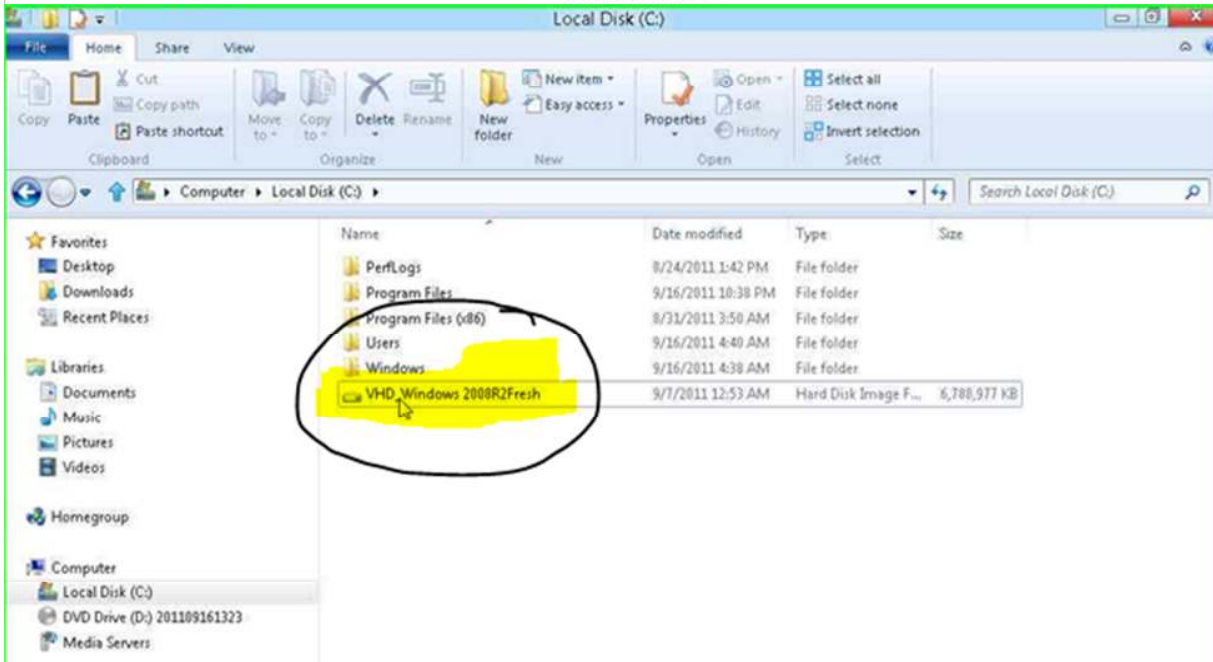 Local Disk (C:)
File Home Share View
Copy
Paste
Cut
Copy path
Paste shortcut
Clipboard
Move to
Copy to
Delete
Rename
Organize
New folder
New item
Easy access
New
Properties
Open
Edit
History
Open
Select all
Select none
Invert selection
Select
Computer Local Disk (C:)
Search Local Disk (C:)
Favorites
Desktop
Downloads
Recent Places
Libraries
Documents
Music
Pictures
Videos
Homegroup
Computer
Local Disk (C:)
DVD Drive (D:) 201109161323
Media Servers
Name Date modified Type Size
PerfLogs 8/24/2011 1:42 PM File folder
Program Files 9/16/2011 10:38 PM File folder
Program Files (x86) 8/31/2011 3:50 AM File folder
Users 9/16/2011 4:40 AM File folder
Windows 9/16/2011 4:38 AM File folder
VHD_Windows 2008R2Fresh 9/7/2011 12:53 AM Hard Disk Image F... 6,788,977 KB